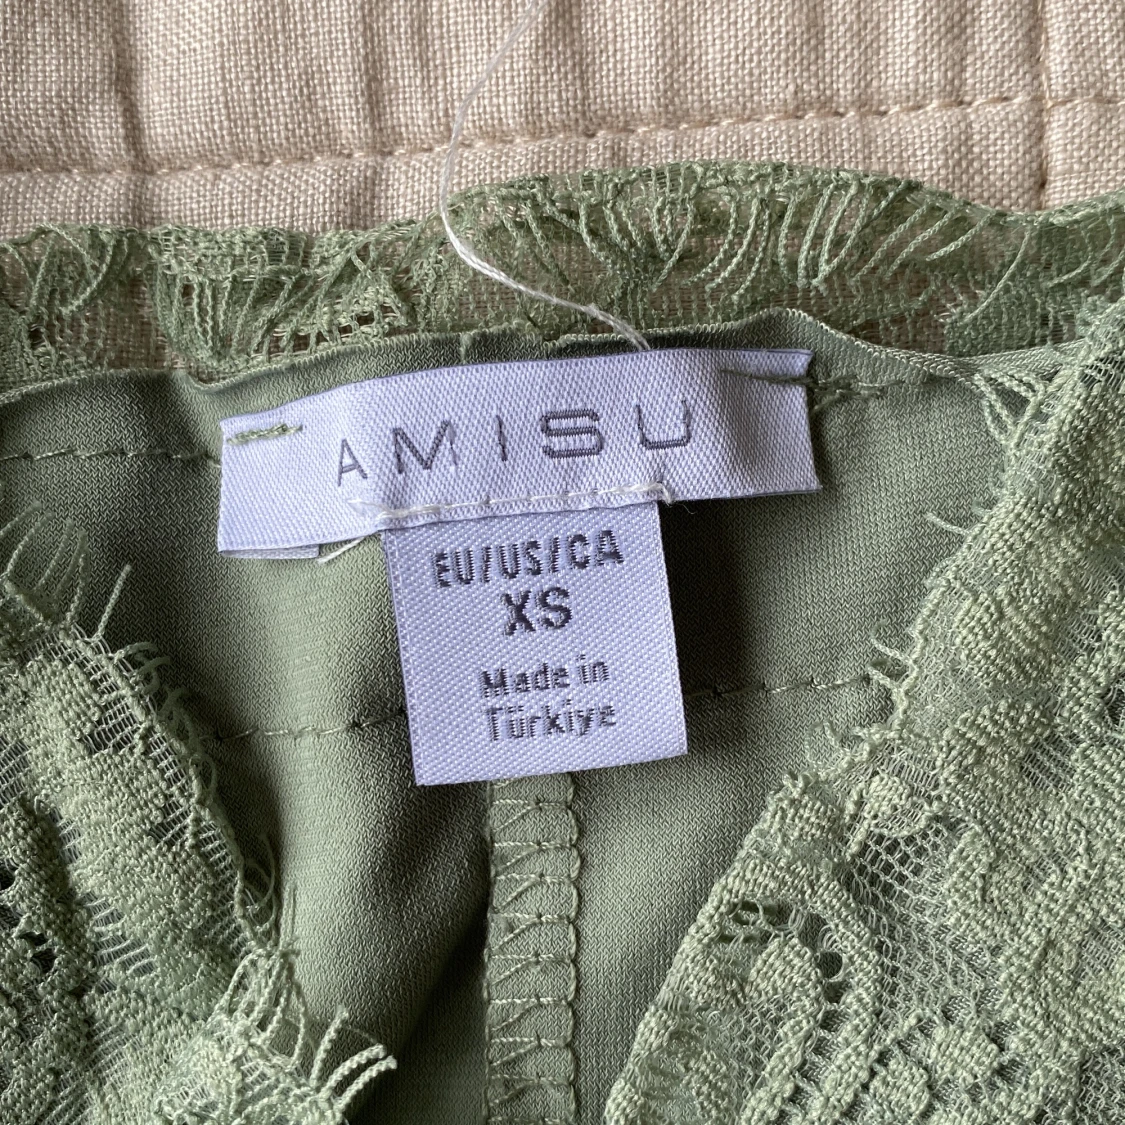 AMISU
EU/US/CA
XS
Made in
Türkiye